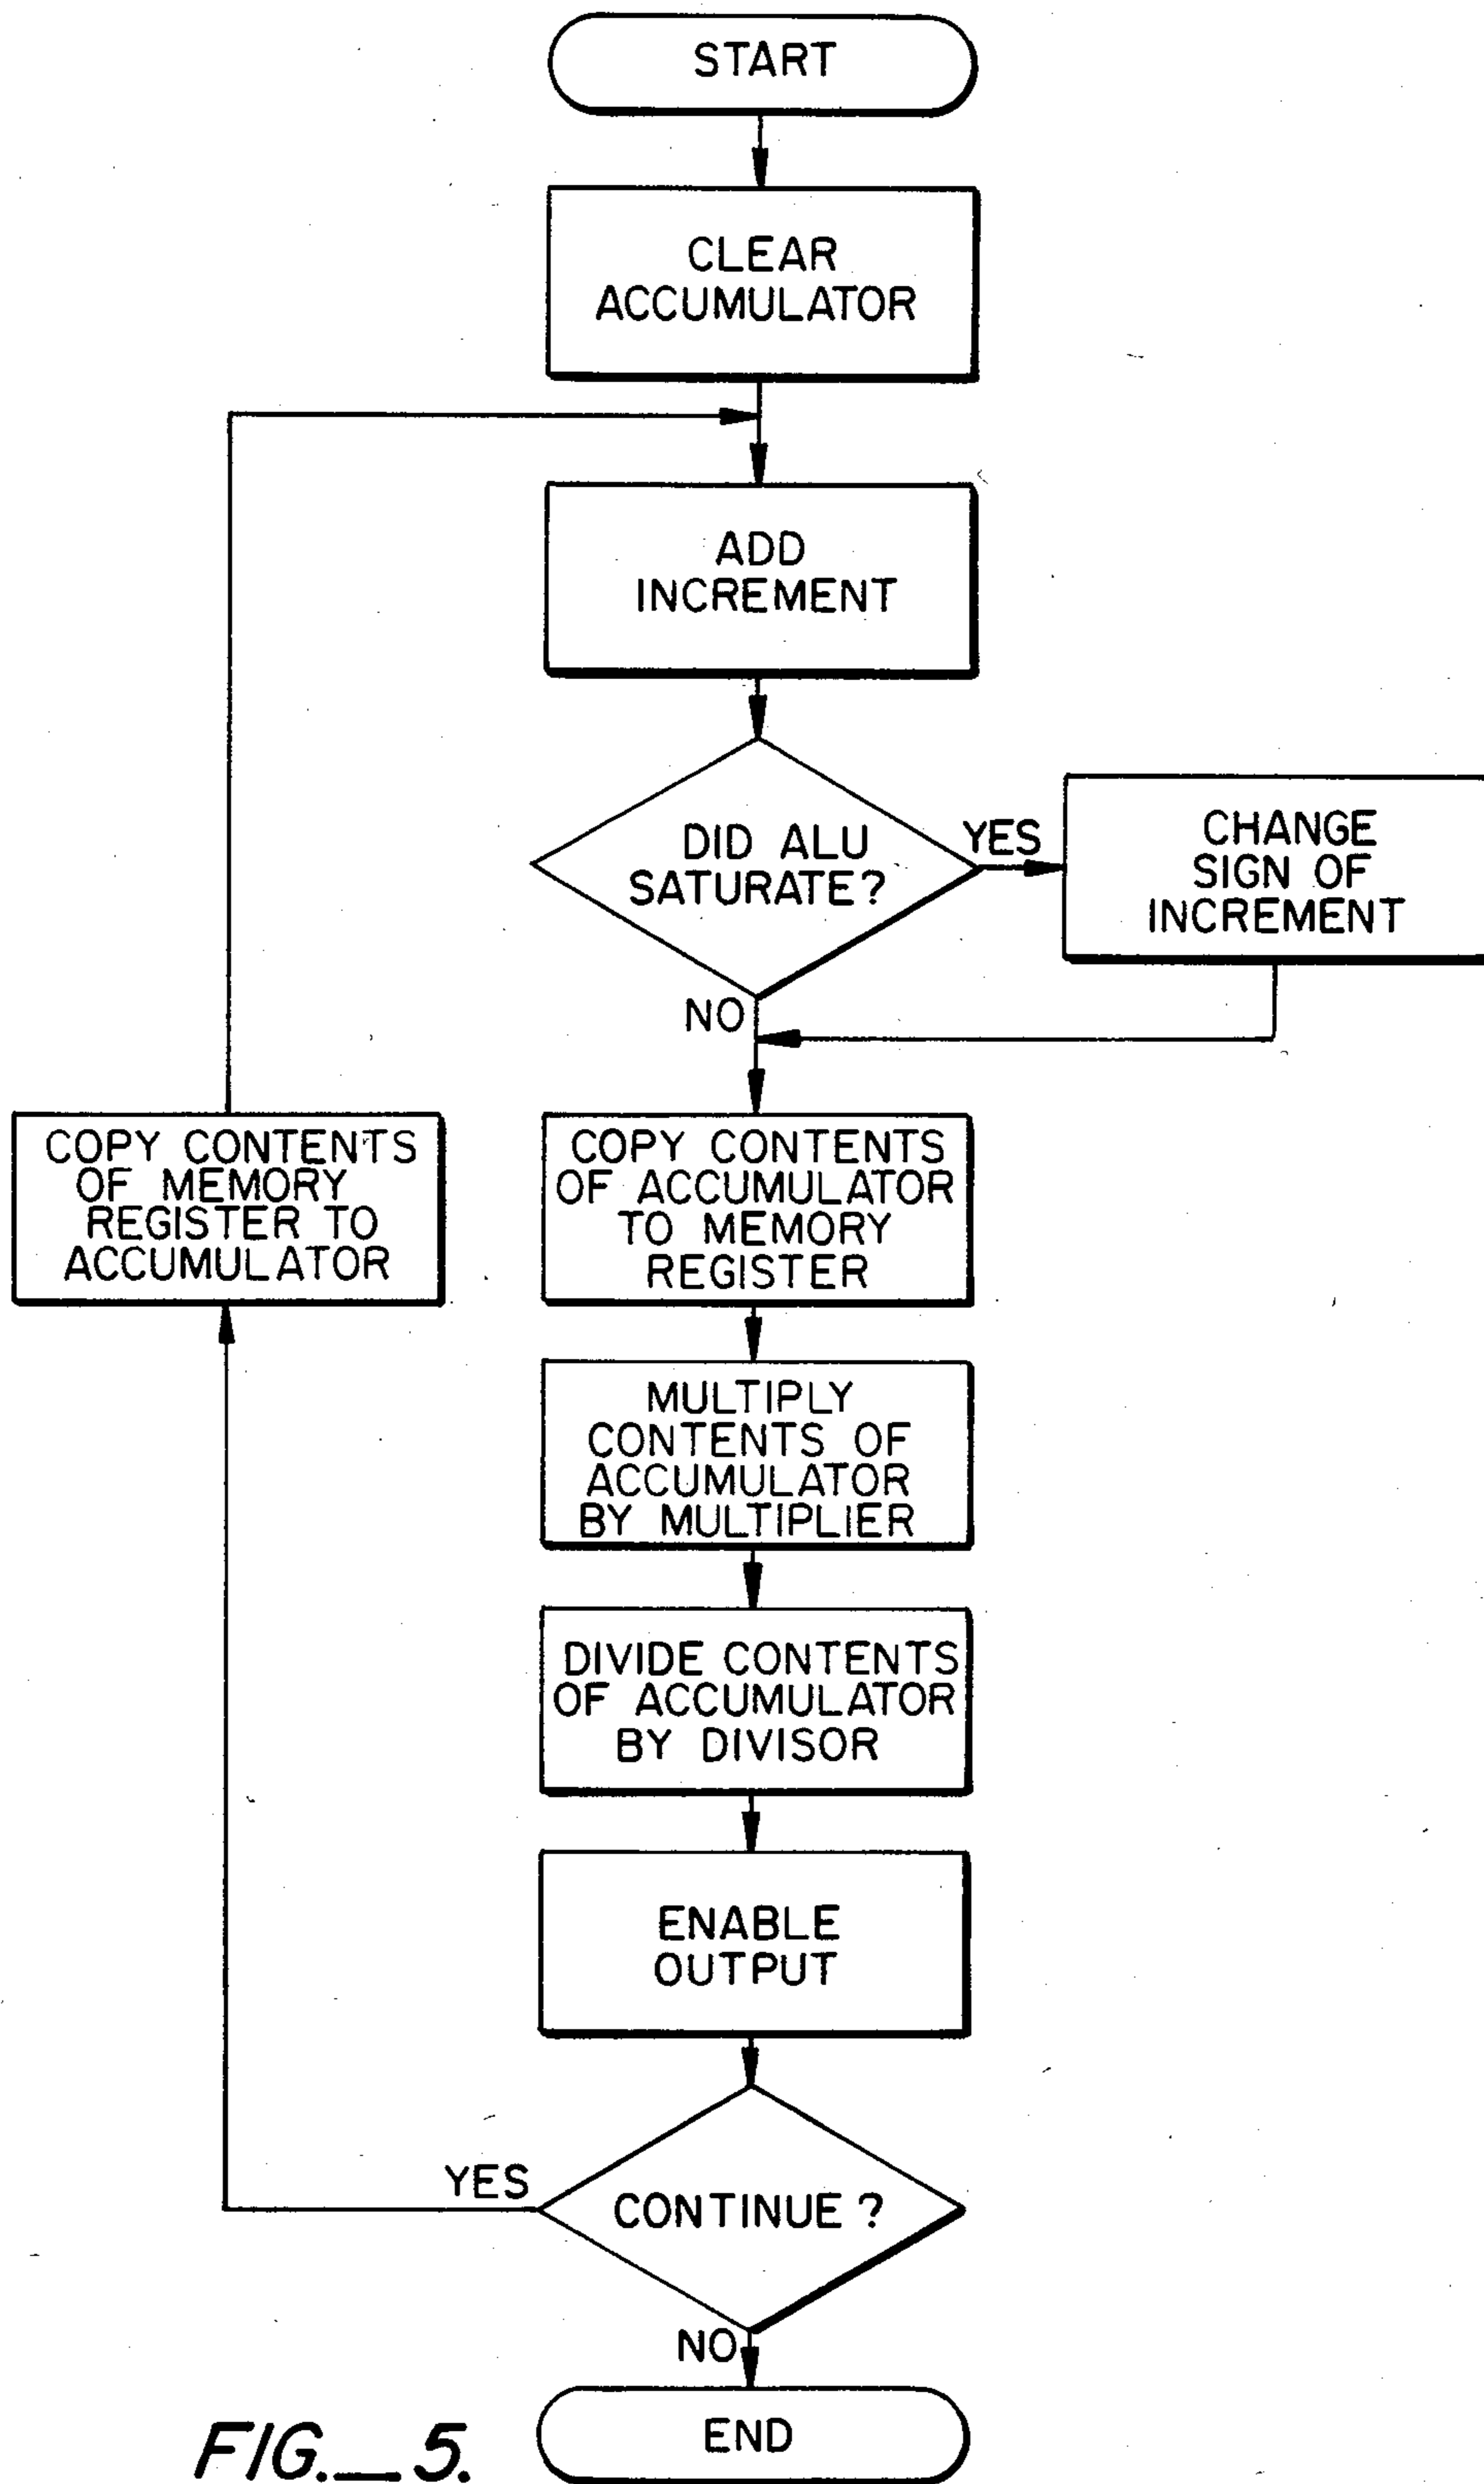 START
CLEAR
ACCUMULATOR
ADD
INCREMENT
DID ALU
SATURATE?
YES
CHANGE
SIGN OF
INCREMENT
NO
COPY CONTENTS
OF MEMORY
REGISTER TO
ACCUMULATOR
COPY CONTENTS
OF ACCUMULATOR
TO MEMORY
REGISTER
MULTIPLY
CONTENTS OF
ACCUMULATOR
BY MULTIPLIER
DIVIDE CONTENTS
OF ACCUMULATOR
BY DIVISOR
ENABLE
OUTPUT
YES
CONTINUE ?
NO
END
FIG.__5.